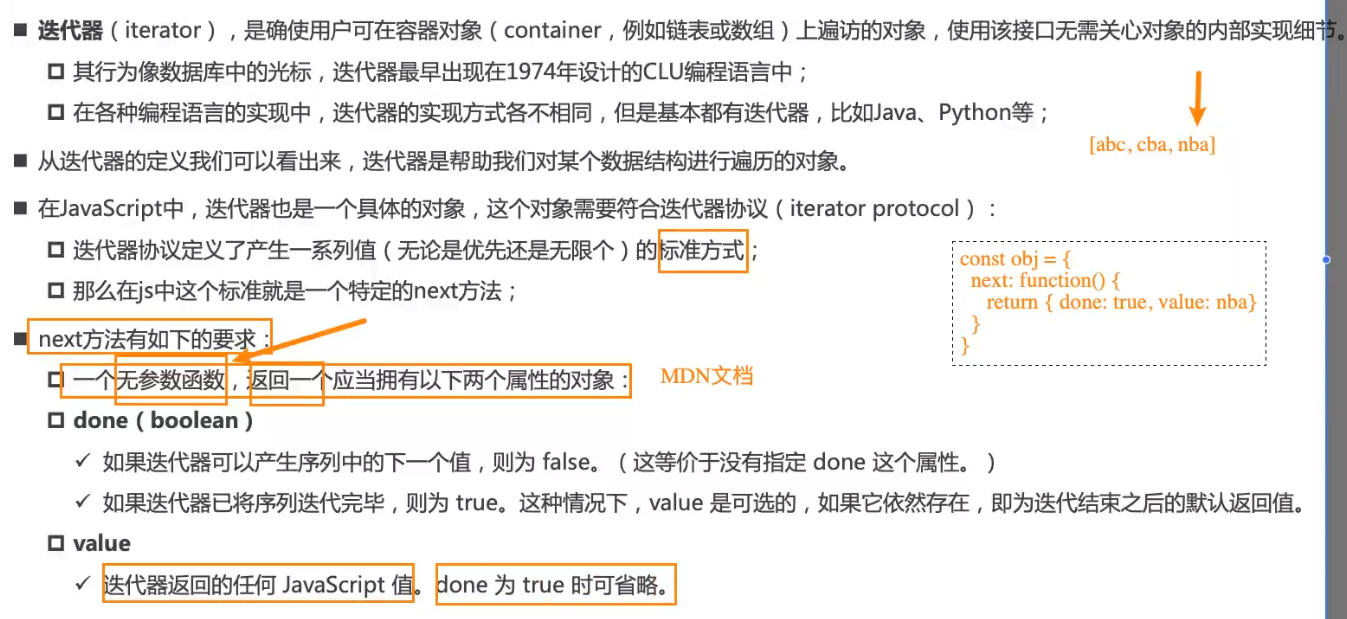 ■ 迭代器（iterator），是确使用户可在容器对象（container，例如链表或数组）上遍访的对象，使用该接口无需关心对象的内部实现细节。
其行为像数据库中的光标，迭代器最早出现在1974年设计的CLU编程语言中；
在各种编程语言的实现中，迭代器的实现方式各不相同，但是基本都有迭代器，比如Java、Python等；
[abc, cba, nba]
■ 从迭代器的定义我们可以看出来，迭代器是帮助我们对某个数据结构进行遍历的对象。
■ 在JavaScript中，迭代器也是一个具体的对象，这个对象需要符合迭代器协议（iterator protocol）：
迭代器协议定义了产生一系列值（无论是优先还是无限个）的标准方式；
那么在js中这个标准就是一个特定的next方法；
const obj = {
next: function() {
return { done: true, value: nba}
}
}
■ next方法有如下的要求：
一个无参数函数，返回一个应当拥有以下两个属性的对象：
MDN文档
done（boolean）
✓ 如果迭代器可以产生序列中的下一个值，则为 false。（这等价于没有指定 done 这个属性。）
✓ 如果迭代器已将序列迭代完毕，则为 true。这种情况下，value 是可选的，如果它依然存在，即为迭代结束之后的默认返回值。
value
✓ 迭代器返回的任何 JavaScript 值。done 为 true 时可省略。